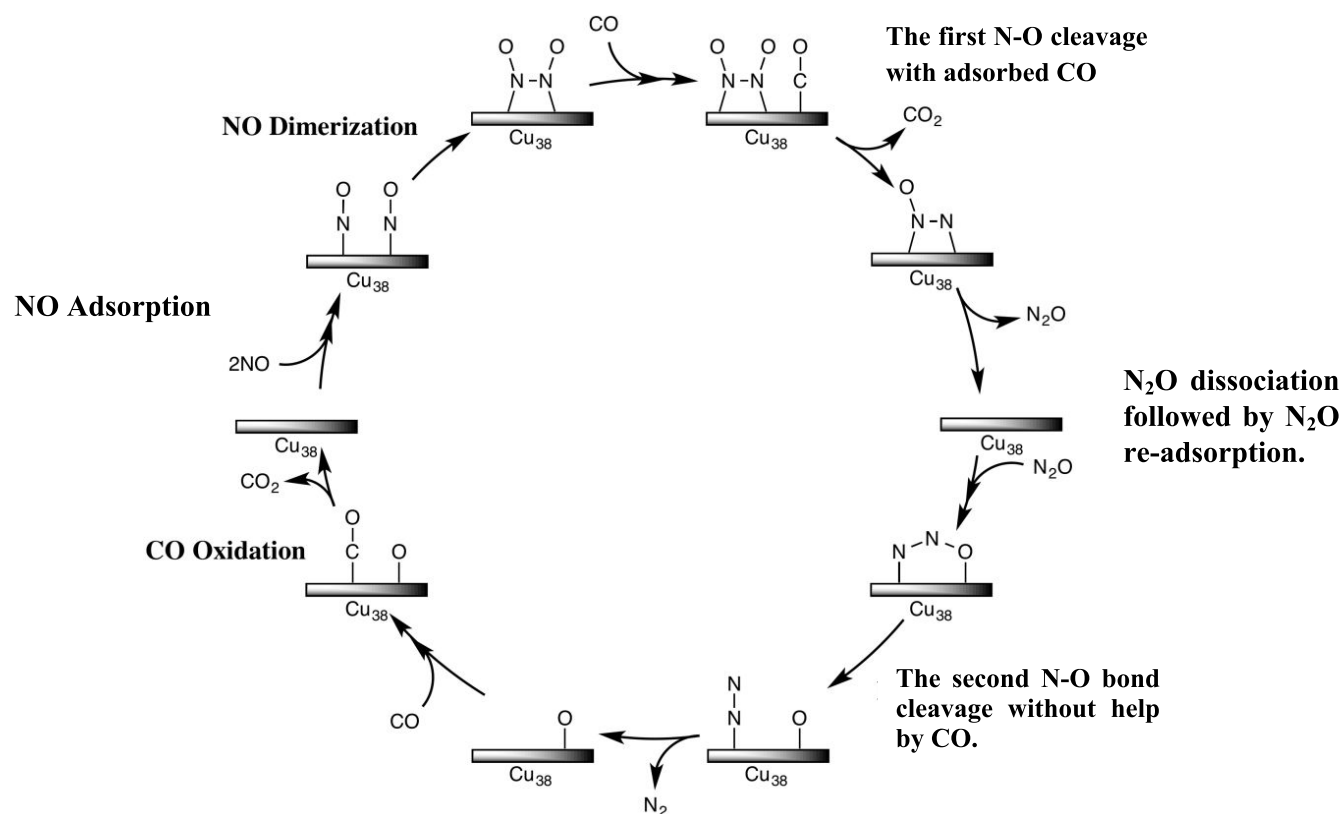 CO
The first N-O cleavage
with adsorbed CO
O O
N-N
Cu38
O O O
N-N C
Cu38
CO2
NO Dimerization
O O
N N
Cu38
O
N-N
Cu38
NO Adsorption
N2O
2NO
N2O dissociation
followed by N2O
re-adsorption.
Cu38
Cu38
N2O
CO2
CO Oxidation
O
C O
Cu38
N N O
Cu38
The second N-O bond
cleavage without help
by CO.
CO
O
Cu38
N
N O
Cu38
N2